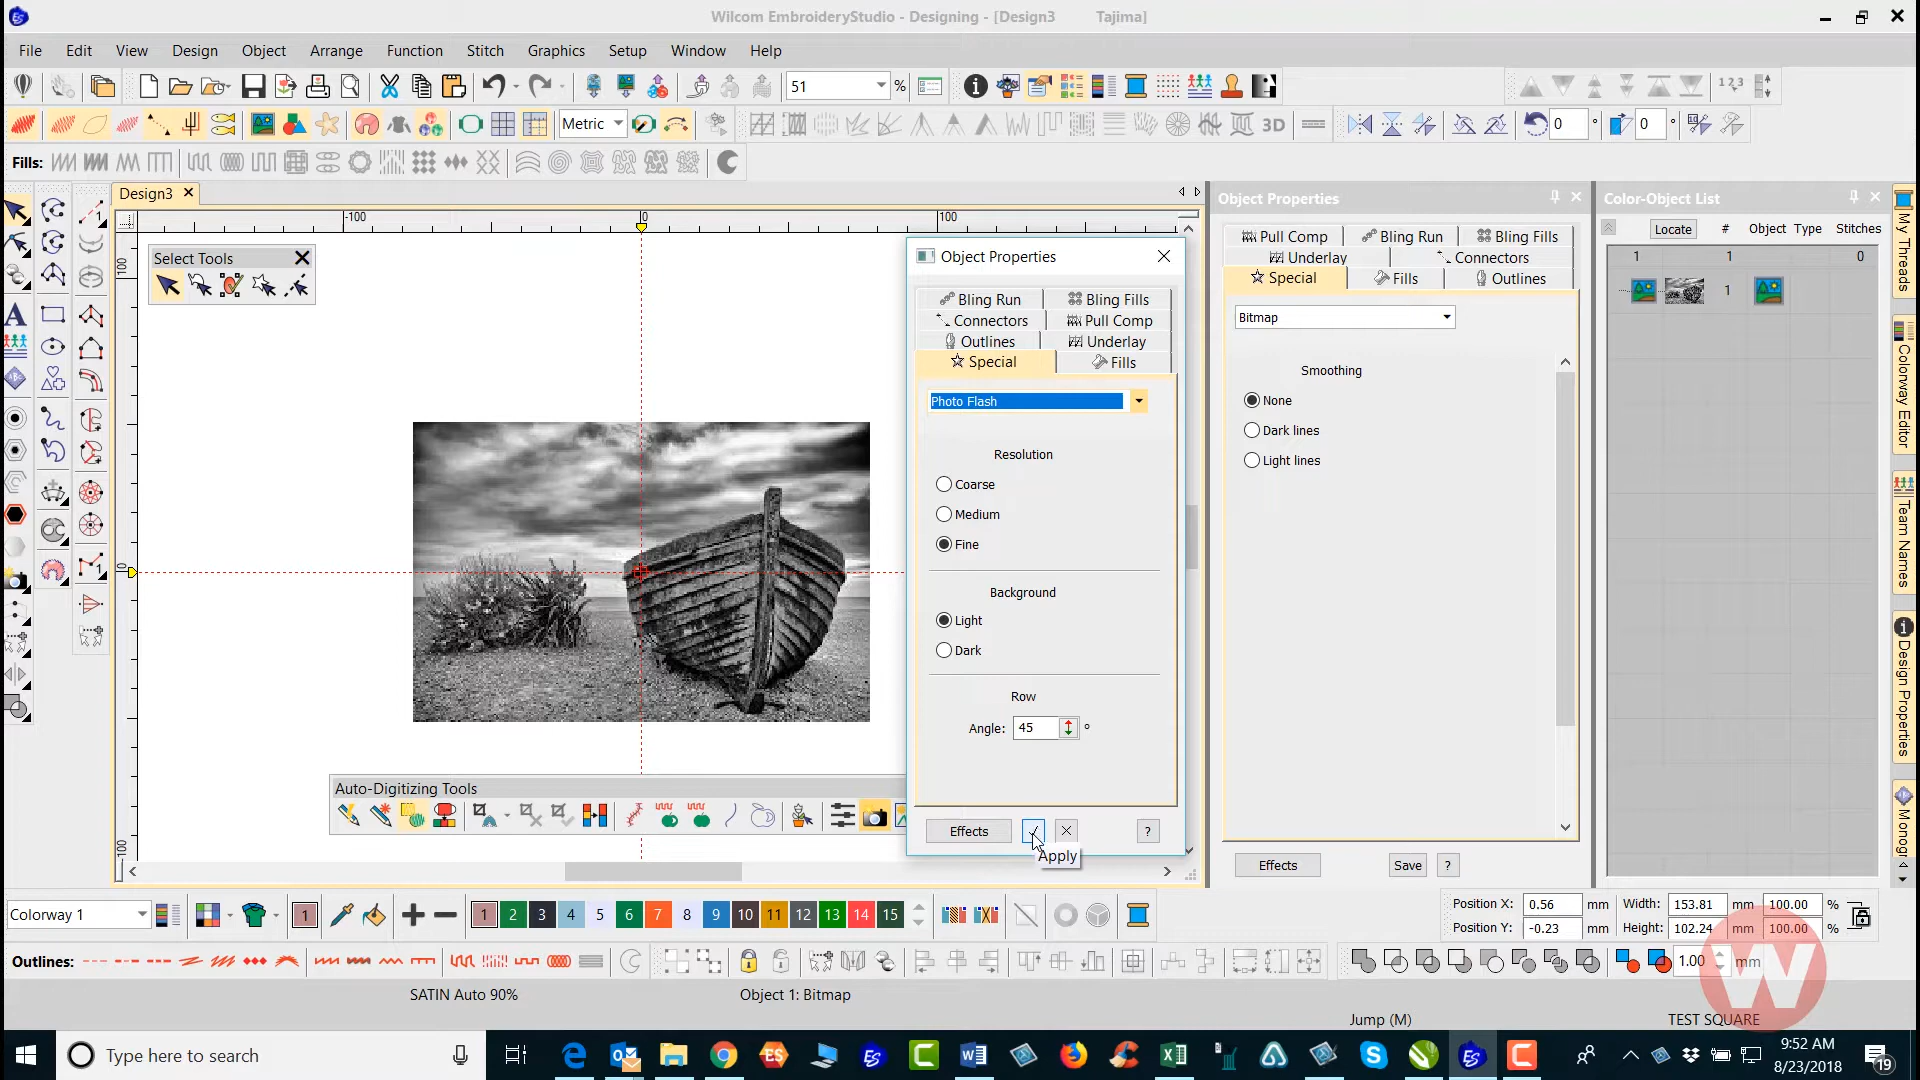 Wilcom EmbroideryStudio - Designing - [Design3 Tajima]
File Edit View Design Object Arrange Function Stitch Graphics Setup Window Help
51 %
1 2 3
Metric
3D
0 ° 0 °
Fills:
Design3
-100 0 100
Select Tools
100
0
100
A
Auto-Digitizing Tools
Object Properties
Bling Run Bling Fills
Connectors Pull Comp
Outlines Underlay
Special Fills
Photo Flash
Resolution
Coarse
Medium
Fine
Background
Light
Dark
Row
Angle: 45 °
Effects ?
Apply
Object Properties
Pull Comp Bling Run Bling Fills
Underlay Connectors
Special Fills Outlines
Bitmap
Smoothing
None
Dark lines
Light lines
Effects Save ?
Color-Object List
Locate # Object Type Stitches
1 1 0
1
My Threads
Colorway Editor
Team Names
Design Properties
Monog
Colorway 1
1 1 2 3 4 5 6 7 8 9 10 11 12 13 14 15
Position X: 0.56 mm Width: 153.81 mm 100.00 %
Position Y: -0.23 mm Height: 102.24 mm 100.00 %
Outlines:
1.00 mm
SATIN Auto 90% Object 1: Bitmap
Jump (M) TEST SQUARE
W
Type here to search
9:52 AM
8/23/2018
19